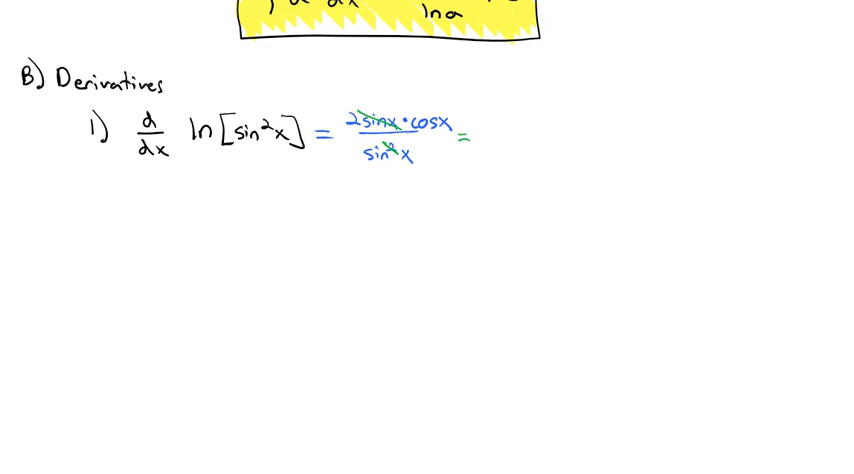 ln a
B) Derivatives
1) d/dx ln[sin²x] = 2sinx·cosx / sin²x =